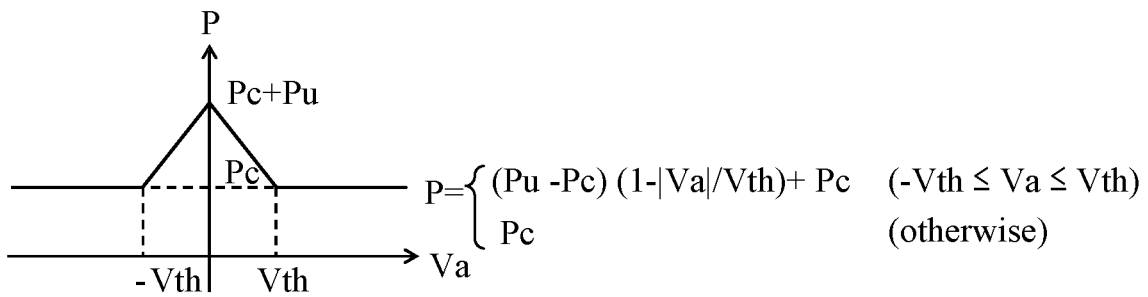 P
Pc+Pu
Pc
P= { (Pu -Pc) (1-|Va|/Vth)+ Pc (-Vth ≤ Va ≤ Vth)
Pc (otherwise)
Va
- Vth Vth